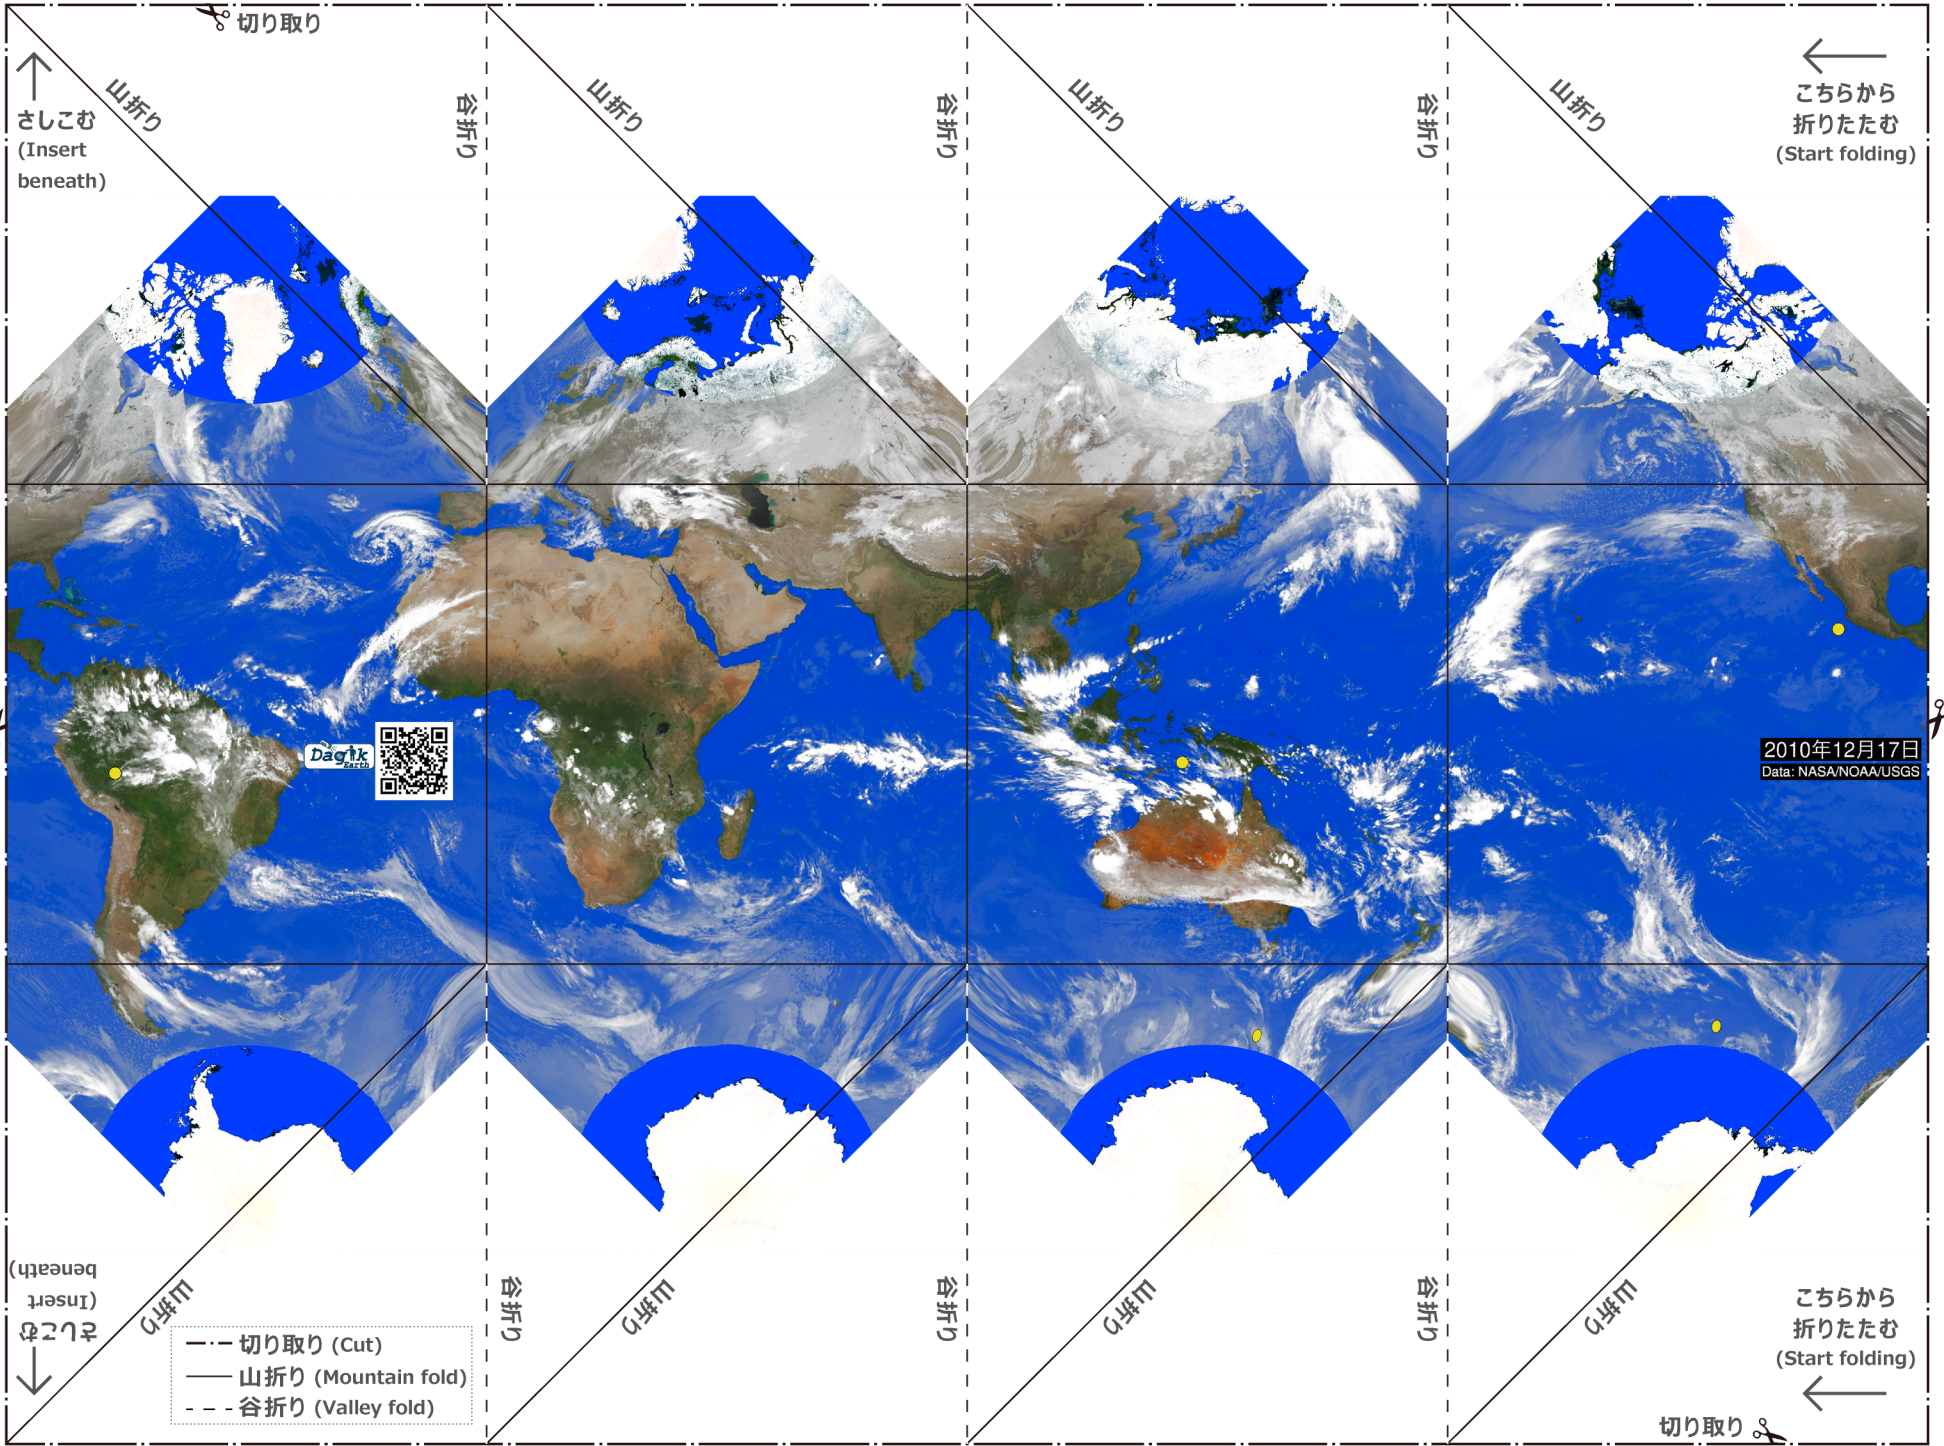 切り取り
山折り
谷折り
山折り
谷折り
山折り
谷折り
山折り
さしこむ
(Insert
beneath)
こちらから
折りたたむ
(Start folding)
Dagik
Earth
2010年12月17日
Data: NASA/NOAA/USGS
さしこむ
(Insert
beneath)
山折り
谷折り
山折り
谷折り
山折り
谷折り
山折り
こちらから
折りたたむ
(Start folding)
切り取り (Cut)
山折り (Mountain fold)
谷折り (Valley fold)
切り取り